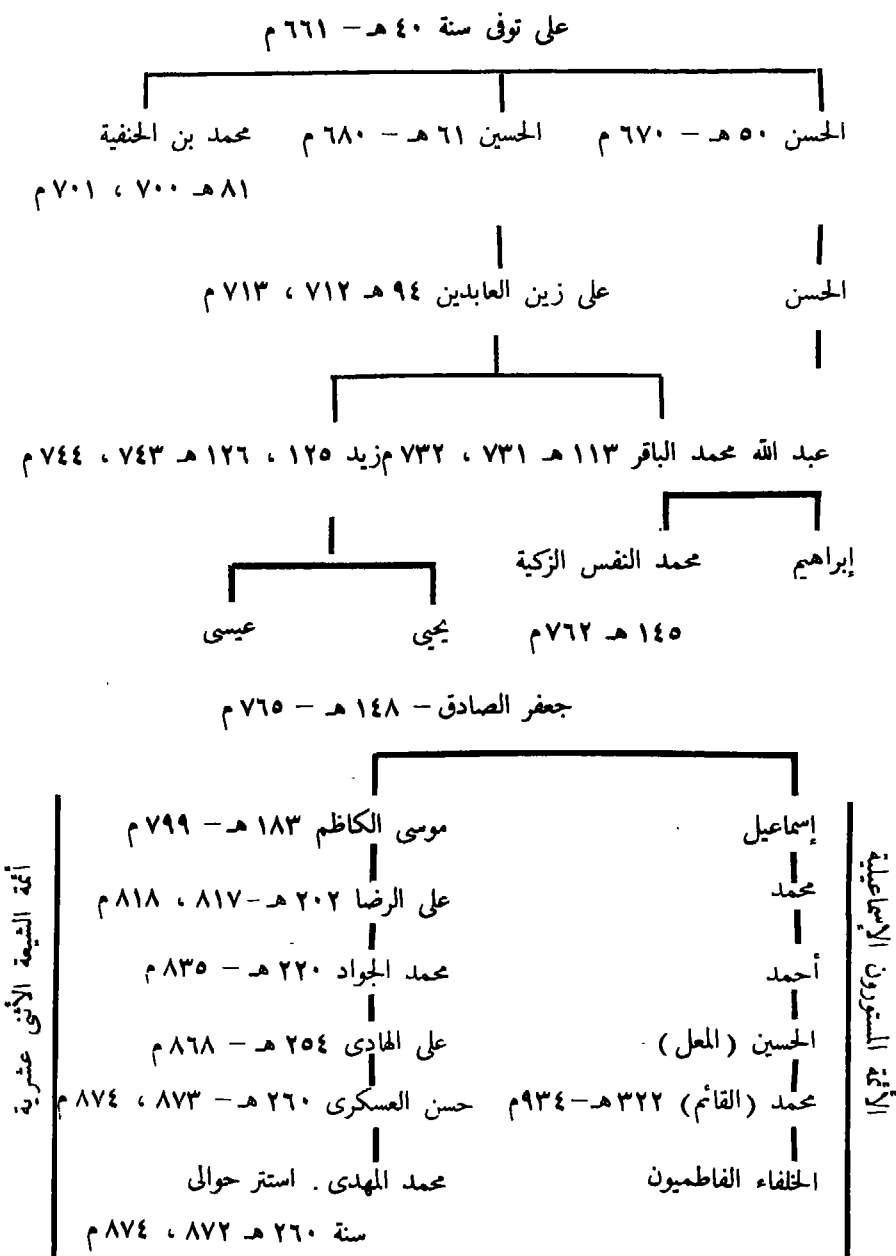 على توفى سنة ٤٠ هـ – ٦٦١ م
الحسن ٥٠ هـ – ٦٧٠ م الحسين ٦١ هـ – ٦٨٠ م محمد بن الحنفية
٨١ هـ ٧٠٠ ، ٧٠١ م
الحسن على زين العابدين ٩٤ هـ ٧١٢ ، ٧١٣ م
عبد الله محمد الباقر ١١٣ هـ ٧٣١ ، ٧٣٢ م زيد ١٢٥ ، ١٢٦ هـ ٧٤٣ ، ٧٤٤ م
إبراهيم محمد النفس الزكية
١٤٥ هـ ٧٦٢ م يحيى عيسى
جعفر الصادق – ١٤٨ هـ – ٧٦٥ م
إسماعيل موسى الكاظم ١٨٣ هـ – ٧٩٩ م
محمد على الرضا ٢٠٢ هـ – ٨١٧ ، ٨١٨ م
أحمد محمد الجواد ٢٢٠ هـ – ٨٣٥ م
الحسين ( المعل ) على الهادى ٢٥٤ هـ – ٨٦٨ م
محمد (القائم) ٣٢٢ هـ – ٩٣٤ م حسن العسكرى ٢٦٠ هـ – ٨٧٣ ، ٨٧٤ م
الخلفاء الفاطميون محمد المهدى . استتر حوالى
سنة ٢٦٠ هـ ٨٧٢ ، ٨٧٤ م
الأئمة المستورون الإسماعيلية
أئمة الشيعة الأثنى عشرية